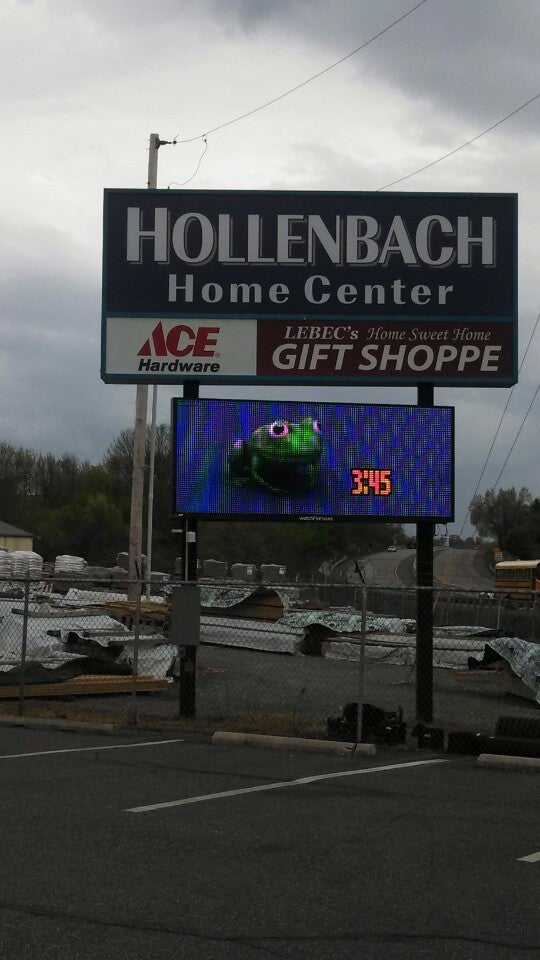 HOLLENBACH
Home Center
ACE
Hardware
LEBEC's Home Sweet Home
GIFT SHOPPE
3:45